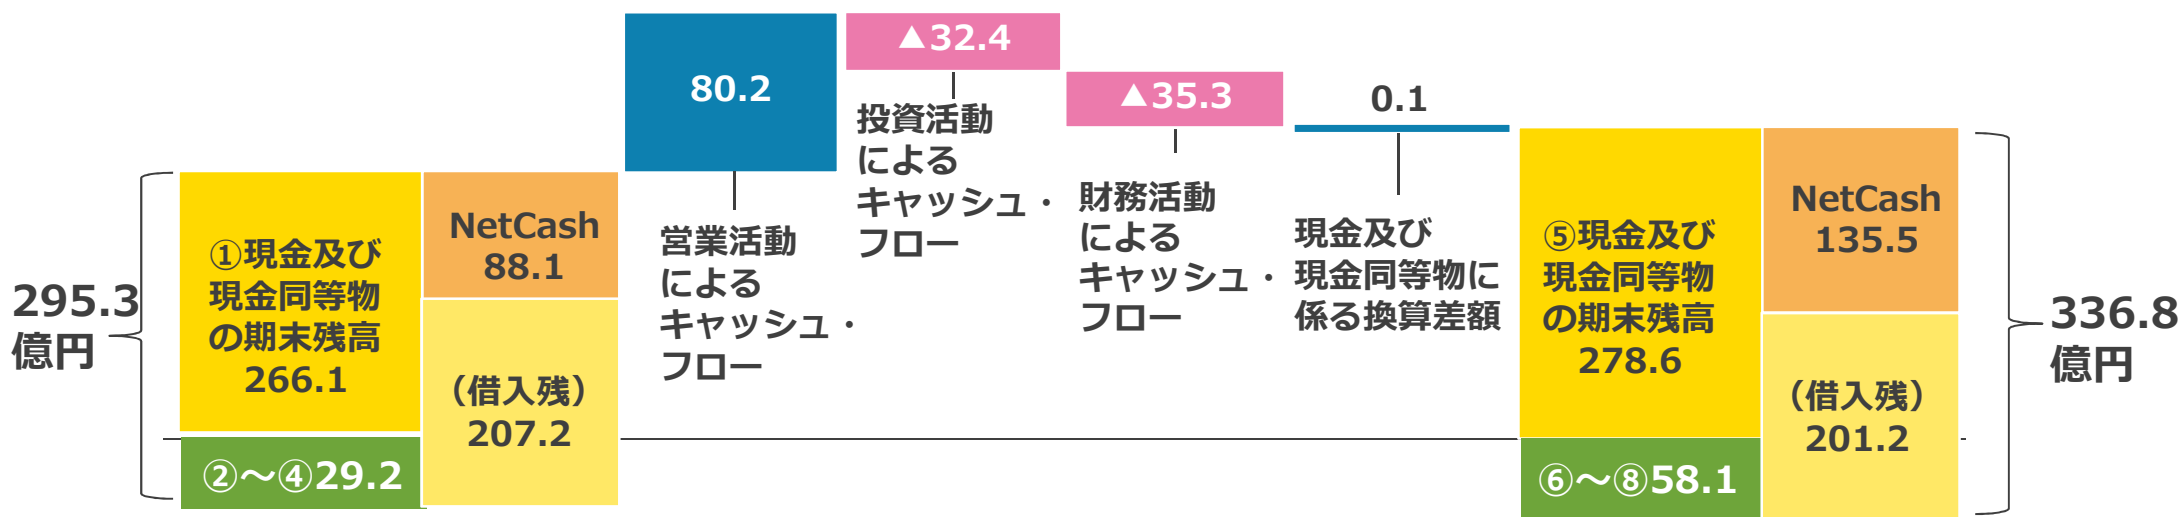 295.3
億円
①現金及び
現金同等物
の期末残高
266.1
②～④29.2
NetCash
88.1
（借入残）
207.2
80.2
営業活動
による
キャッシュ・
フロー
▲32.4
投資活動
による
キャッシュ・
フロー
▲35.3
財務活動
による
キャッシュ・
フロー
0.1
現金及び
現金同等物に
係る換算差額
⑤現金及び
現金同等物
の期末残高
278.6
⑥～⑧58.1
NetCash
135.5
（借入残）
201.2
336.8
億円